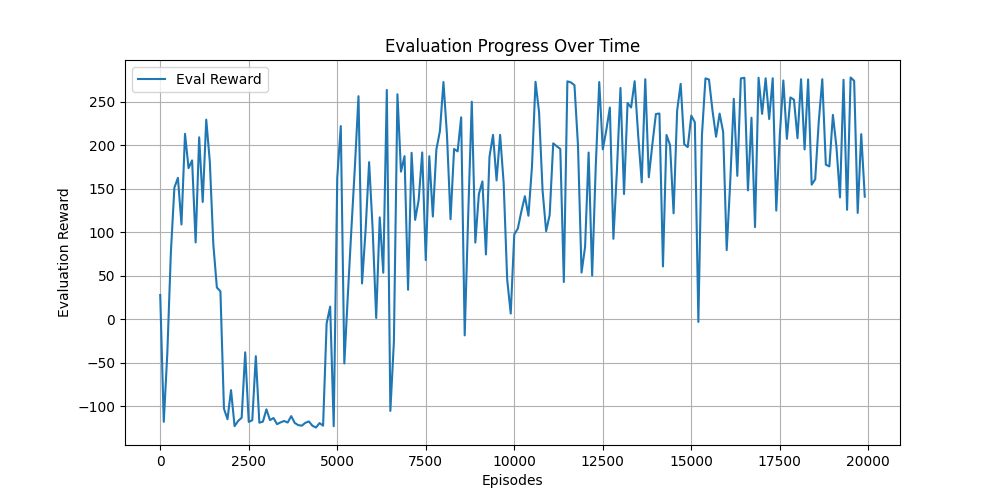 Evaluation Progress Over Time
Eval Reward
Evaluation Reward
250
200
150
100
50
0
−50
−100
0 2500 5000 7500 10000 12500 15000 17500 20000
Episodes